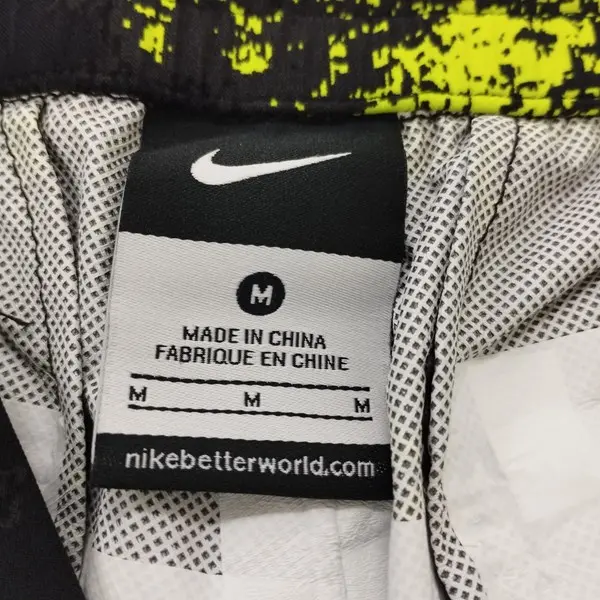 M
MADE IN CHINA
FABRIQUE EN CHINE
M M M
nikebetterworld.com